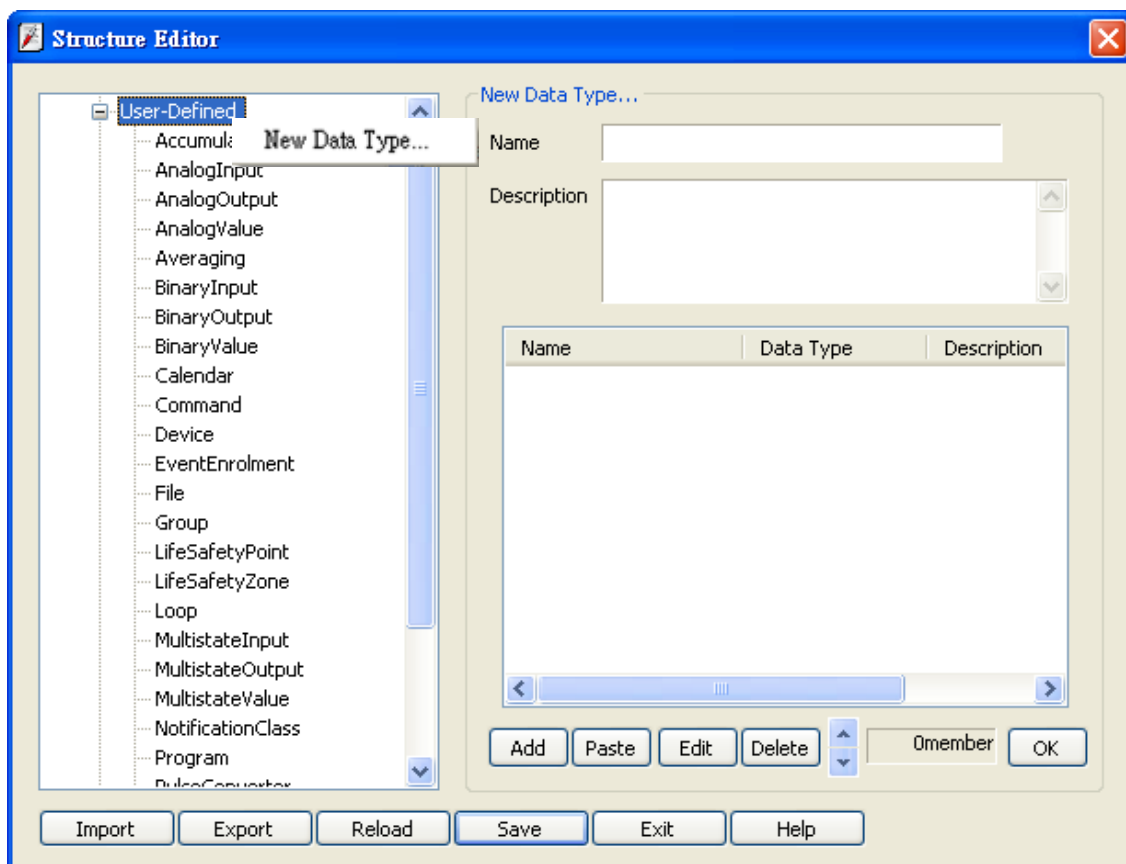 Structure Editor
User-Defined
New Data Type...
AnalogInput
AnalogOutput
AnalogValue
Averaging
BinaryInput
BinaryOutput
BinaryValue
Calendar
Command
Device
EventEnrolment
File
Group
LifeSafetyPoint
LifeSafetyZone
Loop
MultistateInput
MultistateOutput
MultistateValue
NotificationClass
Program
New Data Type...
Name
Description
Name Data Type Description
Add Paste Edit Delete 0member OK
Import Export Reload Save Exit Help